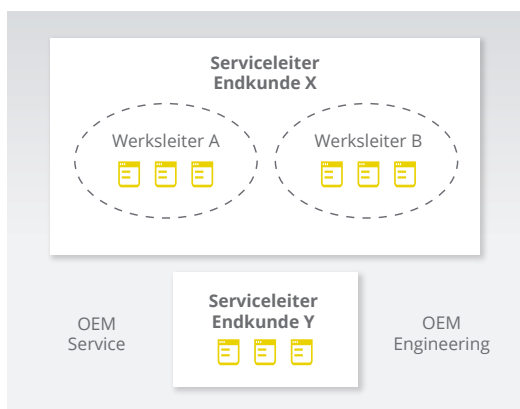 Serviceleiter
Endkunde X
Werksleiter A
Werksleiter B
Serviceleiter
Endkunde Y
OEM
Service
OEM
Engineering